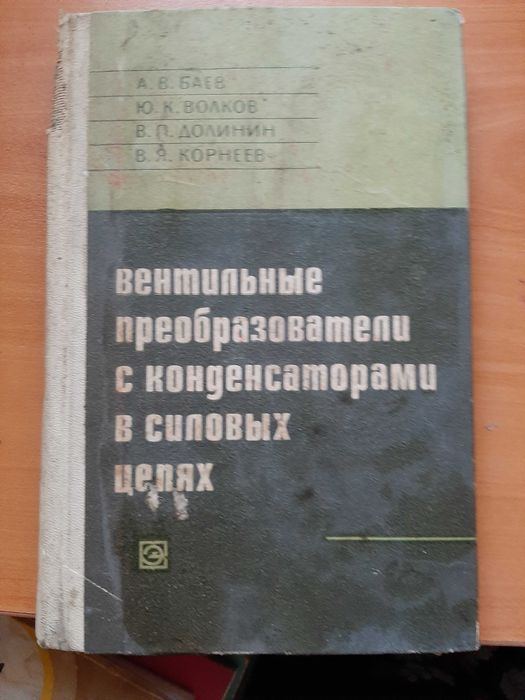 А. В. БАЕВ
Ю. К. ВОЛКОВ
В. П. ДОЛИНИН
В. Я. КОРНЕЕВ
вентильные
преобразователи
с конденсаторами
в силовых
цепях